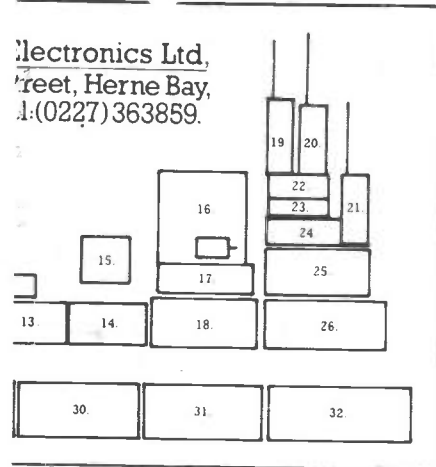 lectronics Ltd,
reet, Herne Bay,
l:(0227)363859.
19 20.
22
23.
21.
16
24
15.
17
25
13 14. 18. 26.
30. 31. 32.